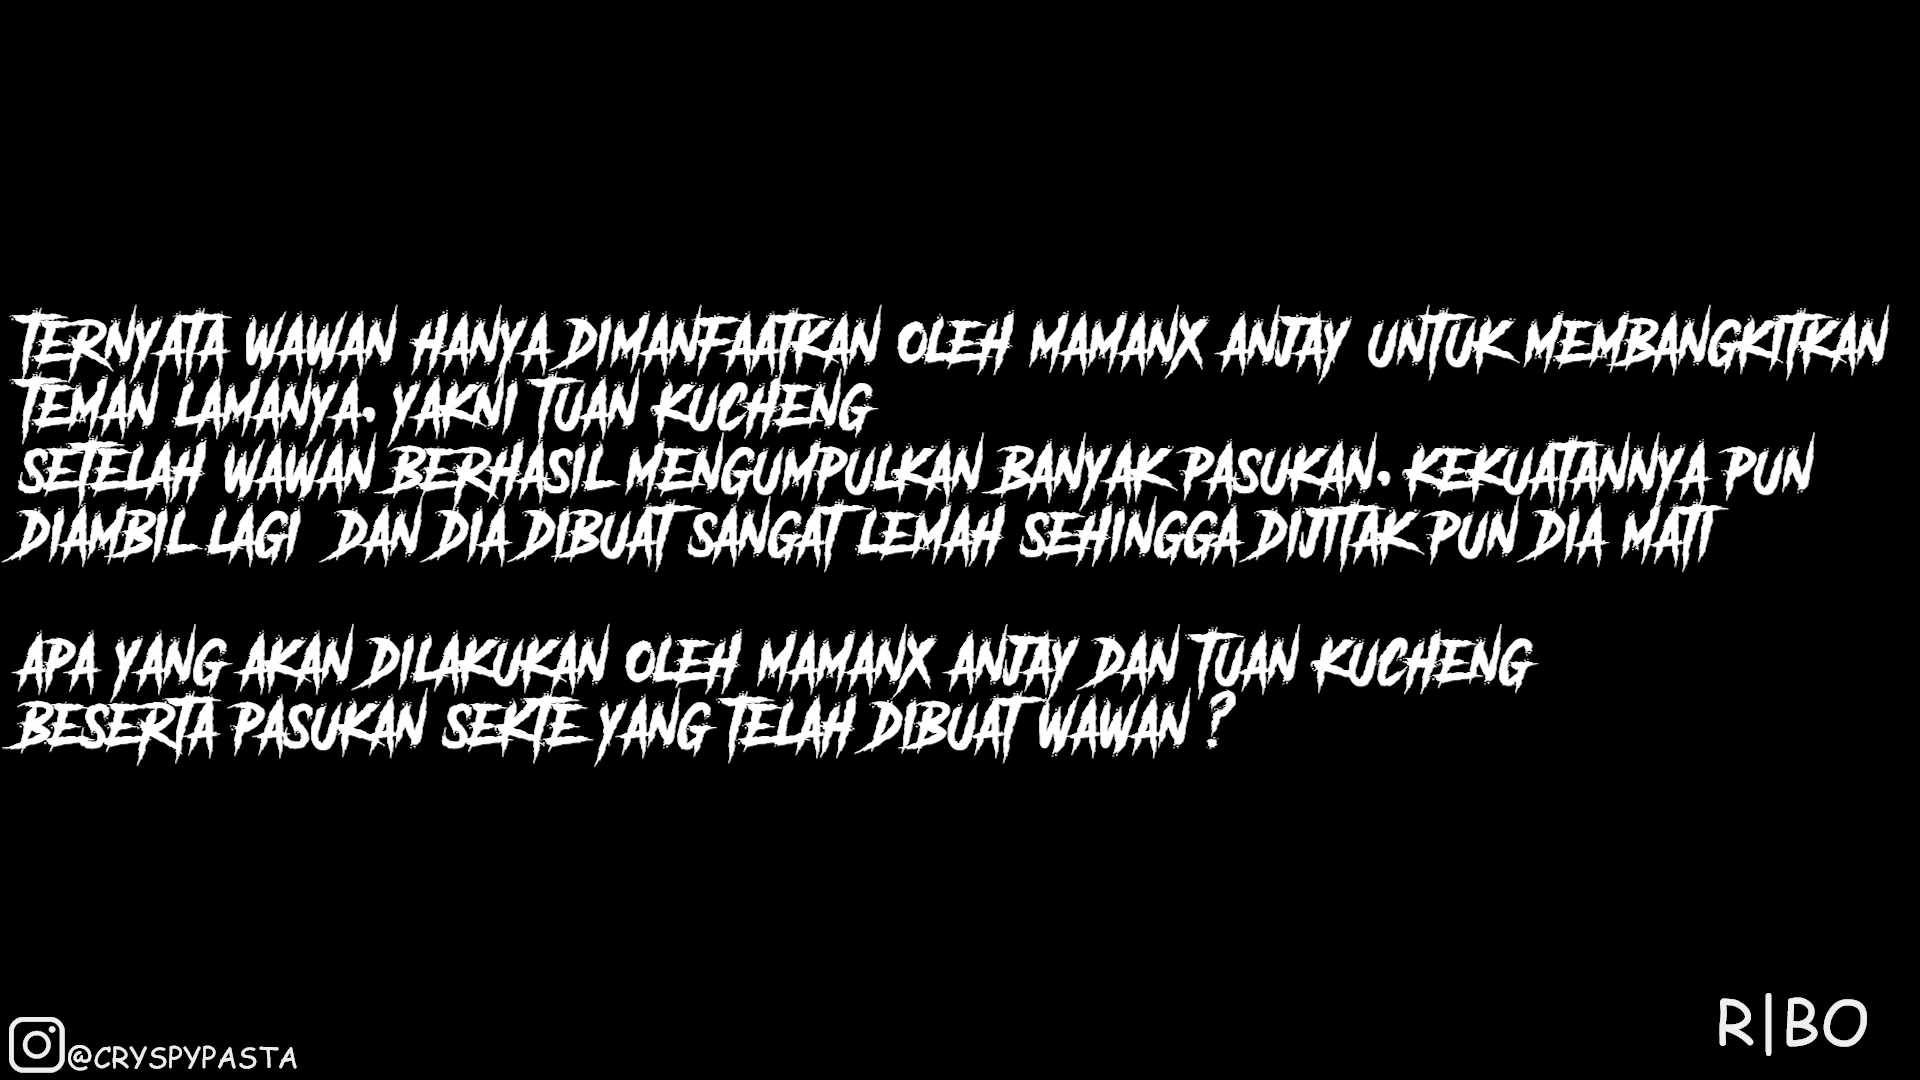 TERNYATA WAWAN HANYA DIMANFAATKAN OLEH MAMANX ANJAY UNTUK MEMBANGKITKAN
TEMAN LAMANYA. YAKNI TUAN KUCHENG
SETELAH WAWAN BERHASIL MENGUMPULKAN BANYAK PASUKAN. KEKUATANNYA PUN
DIAMBIL LAGI DAN DIA DIBUAT SANGAT LEMAH SEHINGGA DIJITAK PUN DIA MATI
APA YANG AKAN DILAKUKAN OLEH MAMANX ANJAY DAN TUAN KUCHENG
BESERTA PASUKAN SEKTE YANG TELAH DIBUAT WAWAN ?
@CRYSPYPASTA
R|BO